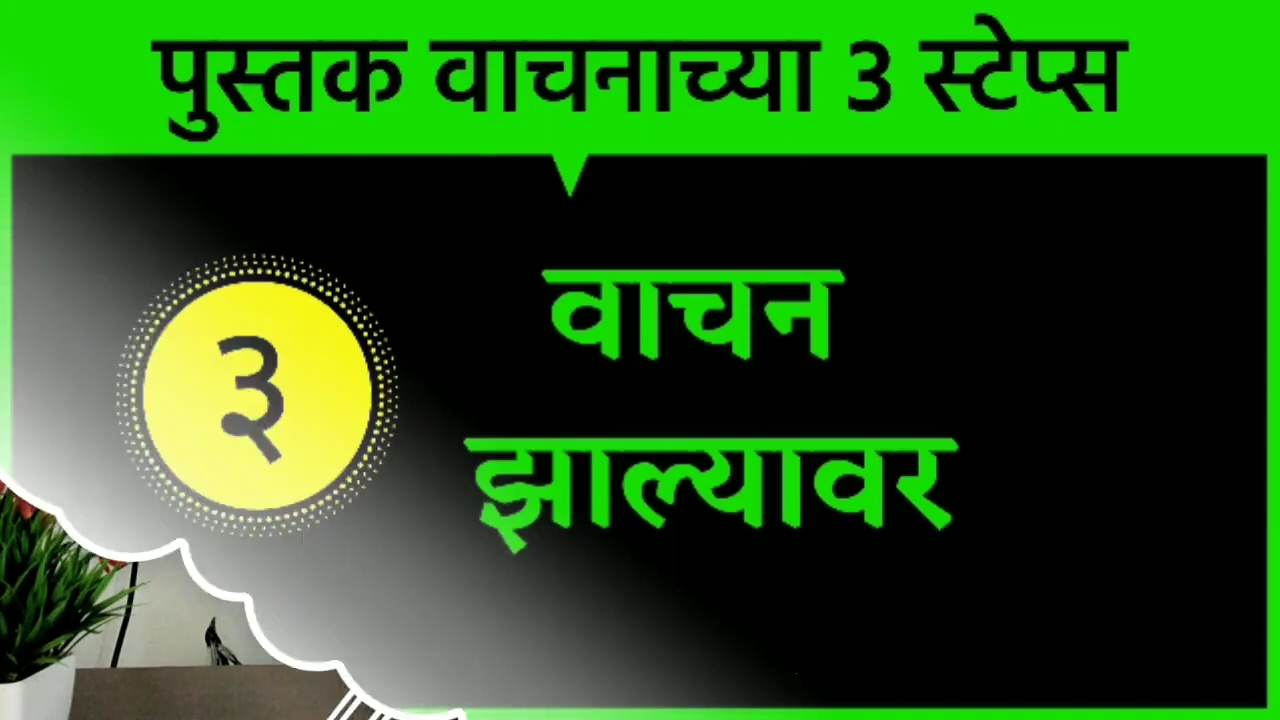 पुस्तक वाचनाच्या 3 स्टेप्स
३
वाचन
झाल्यावर